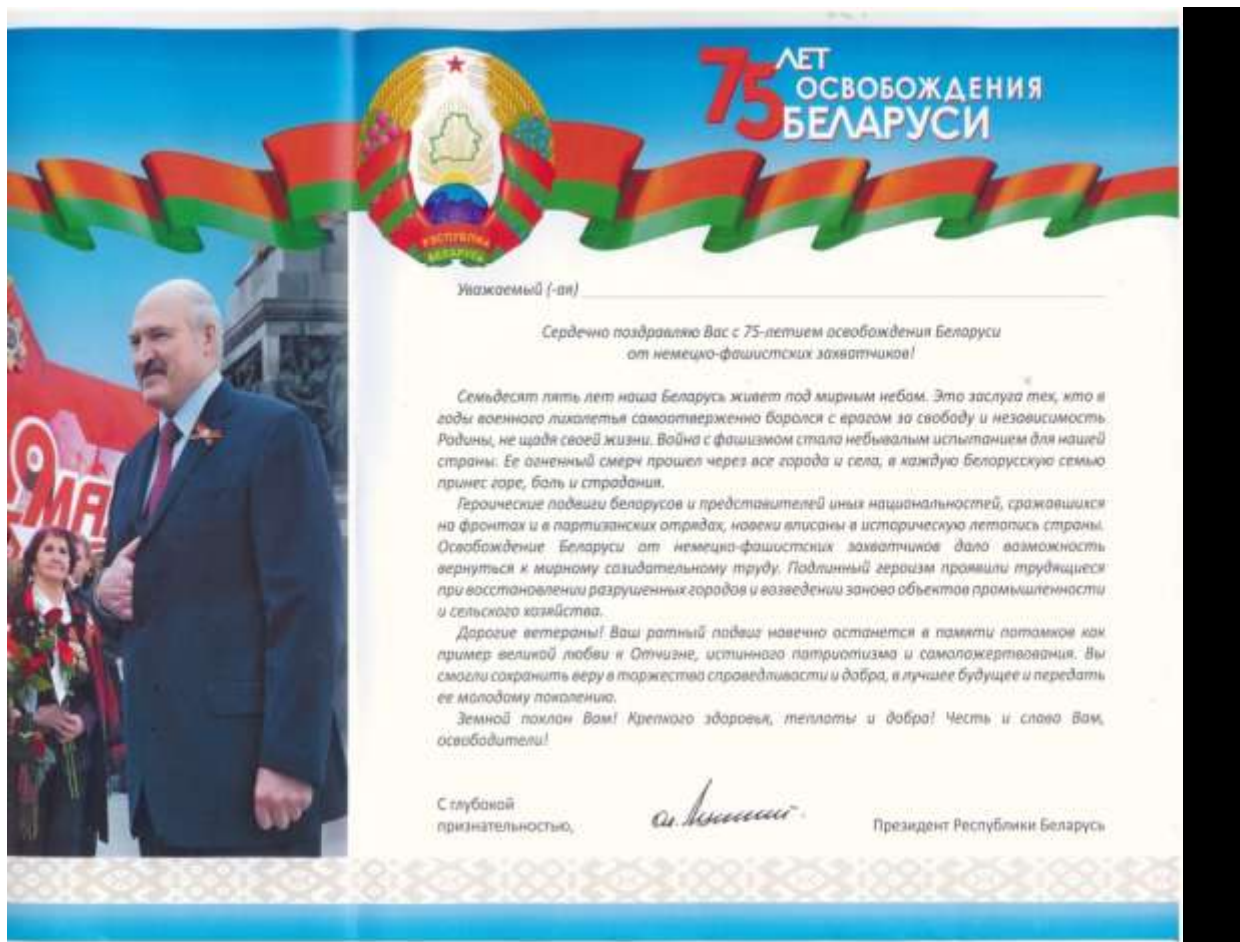 75 ЛЕТ
ОСВОБОЖДЕНИЯ
БЕЛАРУСИ
РЭСПУБЛІКА
БЕЛАРУСЬ
9 МАЯ
Уважаемый (-ая)
Сердечно поздравляю Вас с 75-летием освобождения Беларуси
от немецко-фашистских захватчиков!
Семьдесят пять лет наша Беларусь живет под мирным небом. Это заслуга тех, кто в
годы военного лихолетья самоотверженно боролся с врагом за свободу и независимость
Родины, не щадя своей жизни. Война с фашизмом стала небывалым испытанием для нашей
страны. Ее огненный смерч прошел через все города и села, в каждую белорусскую семью
принес горе, боль и страдания.
Героические подвиги беларусов и представителей иных национальностей, сражавшихся
на фронтах и в партизанских отрядах, навеки вписаны в историческую летопись страны.
Освобождение Беларуси от немецко-фашистских захватчиков дало возможность
вернуться к мирному созидательному труду. Подлинный героизм проявили трудящиеся
при восстановлении разрушенных городов и возведении заново объектов промышленности
и сельского хозяйства.
Дорогие ветераны! Ваш ратный подвиг навечно останется в памяти потомков как
пример великой любви к Отчизне, истинного патриотизма и самопожертвования. Вы
смогли сохранить веру в торжество справедливости и добра, в лучшее будущее и передать
ее молодому поколению.
Земной поклон Вам! Крепкого здоровья, теплоты и добра! Честь и слава Вам,
освободители!
С глубокой
признательностью,
Президент Республики Беларусь